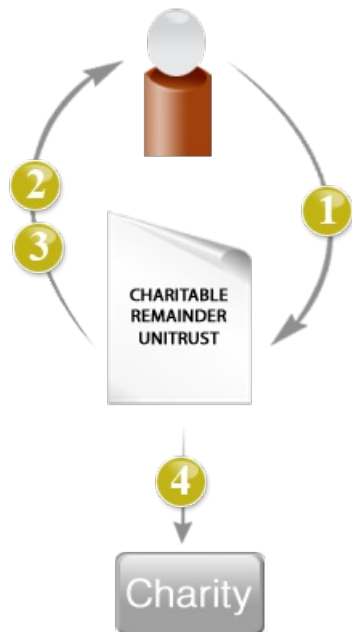 1
2
3
CHARITABLE
REMAINDER
UNITRUST
4
Charity